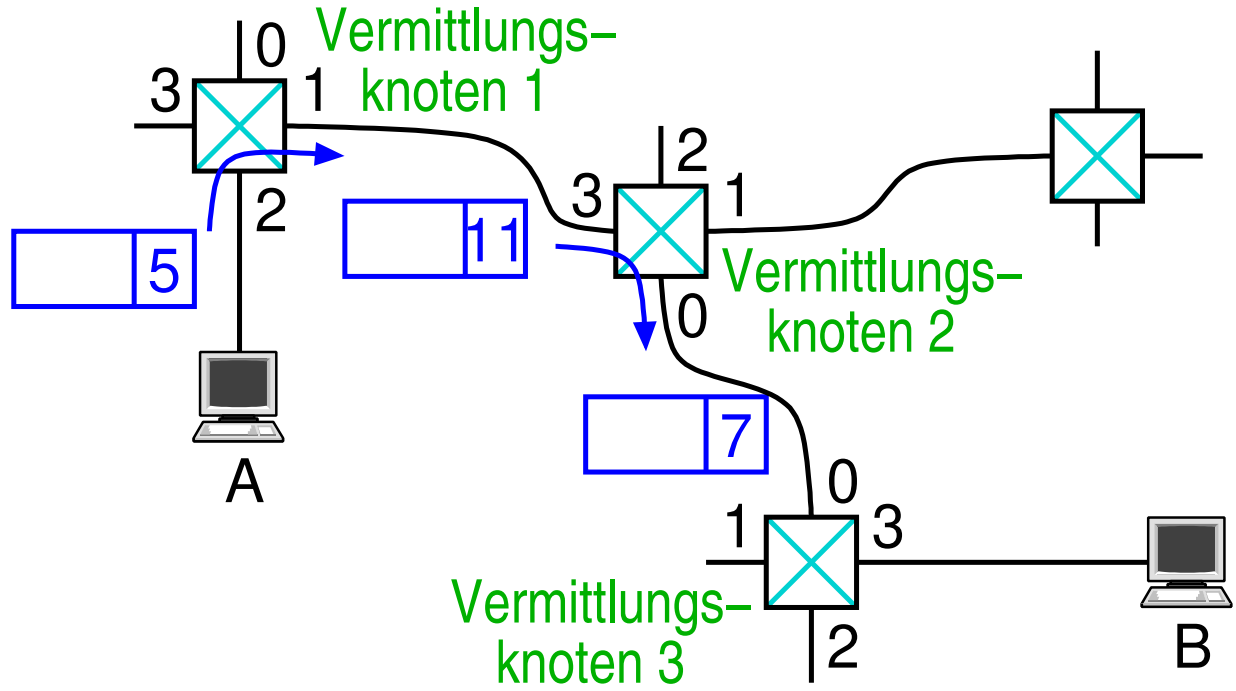 0
Vermittlungs–
3
1
knoten 1
2
5
11
3
2
1
Vermittlungs–
0
knoten 2
A
7
0
1
3
Vermittlungs–
knoten 3
2
B